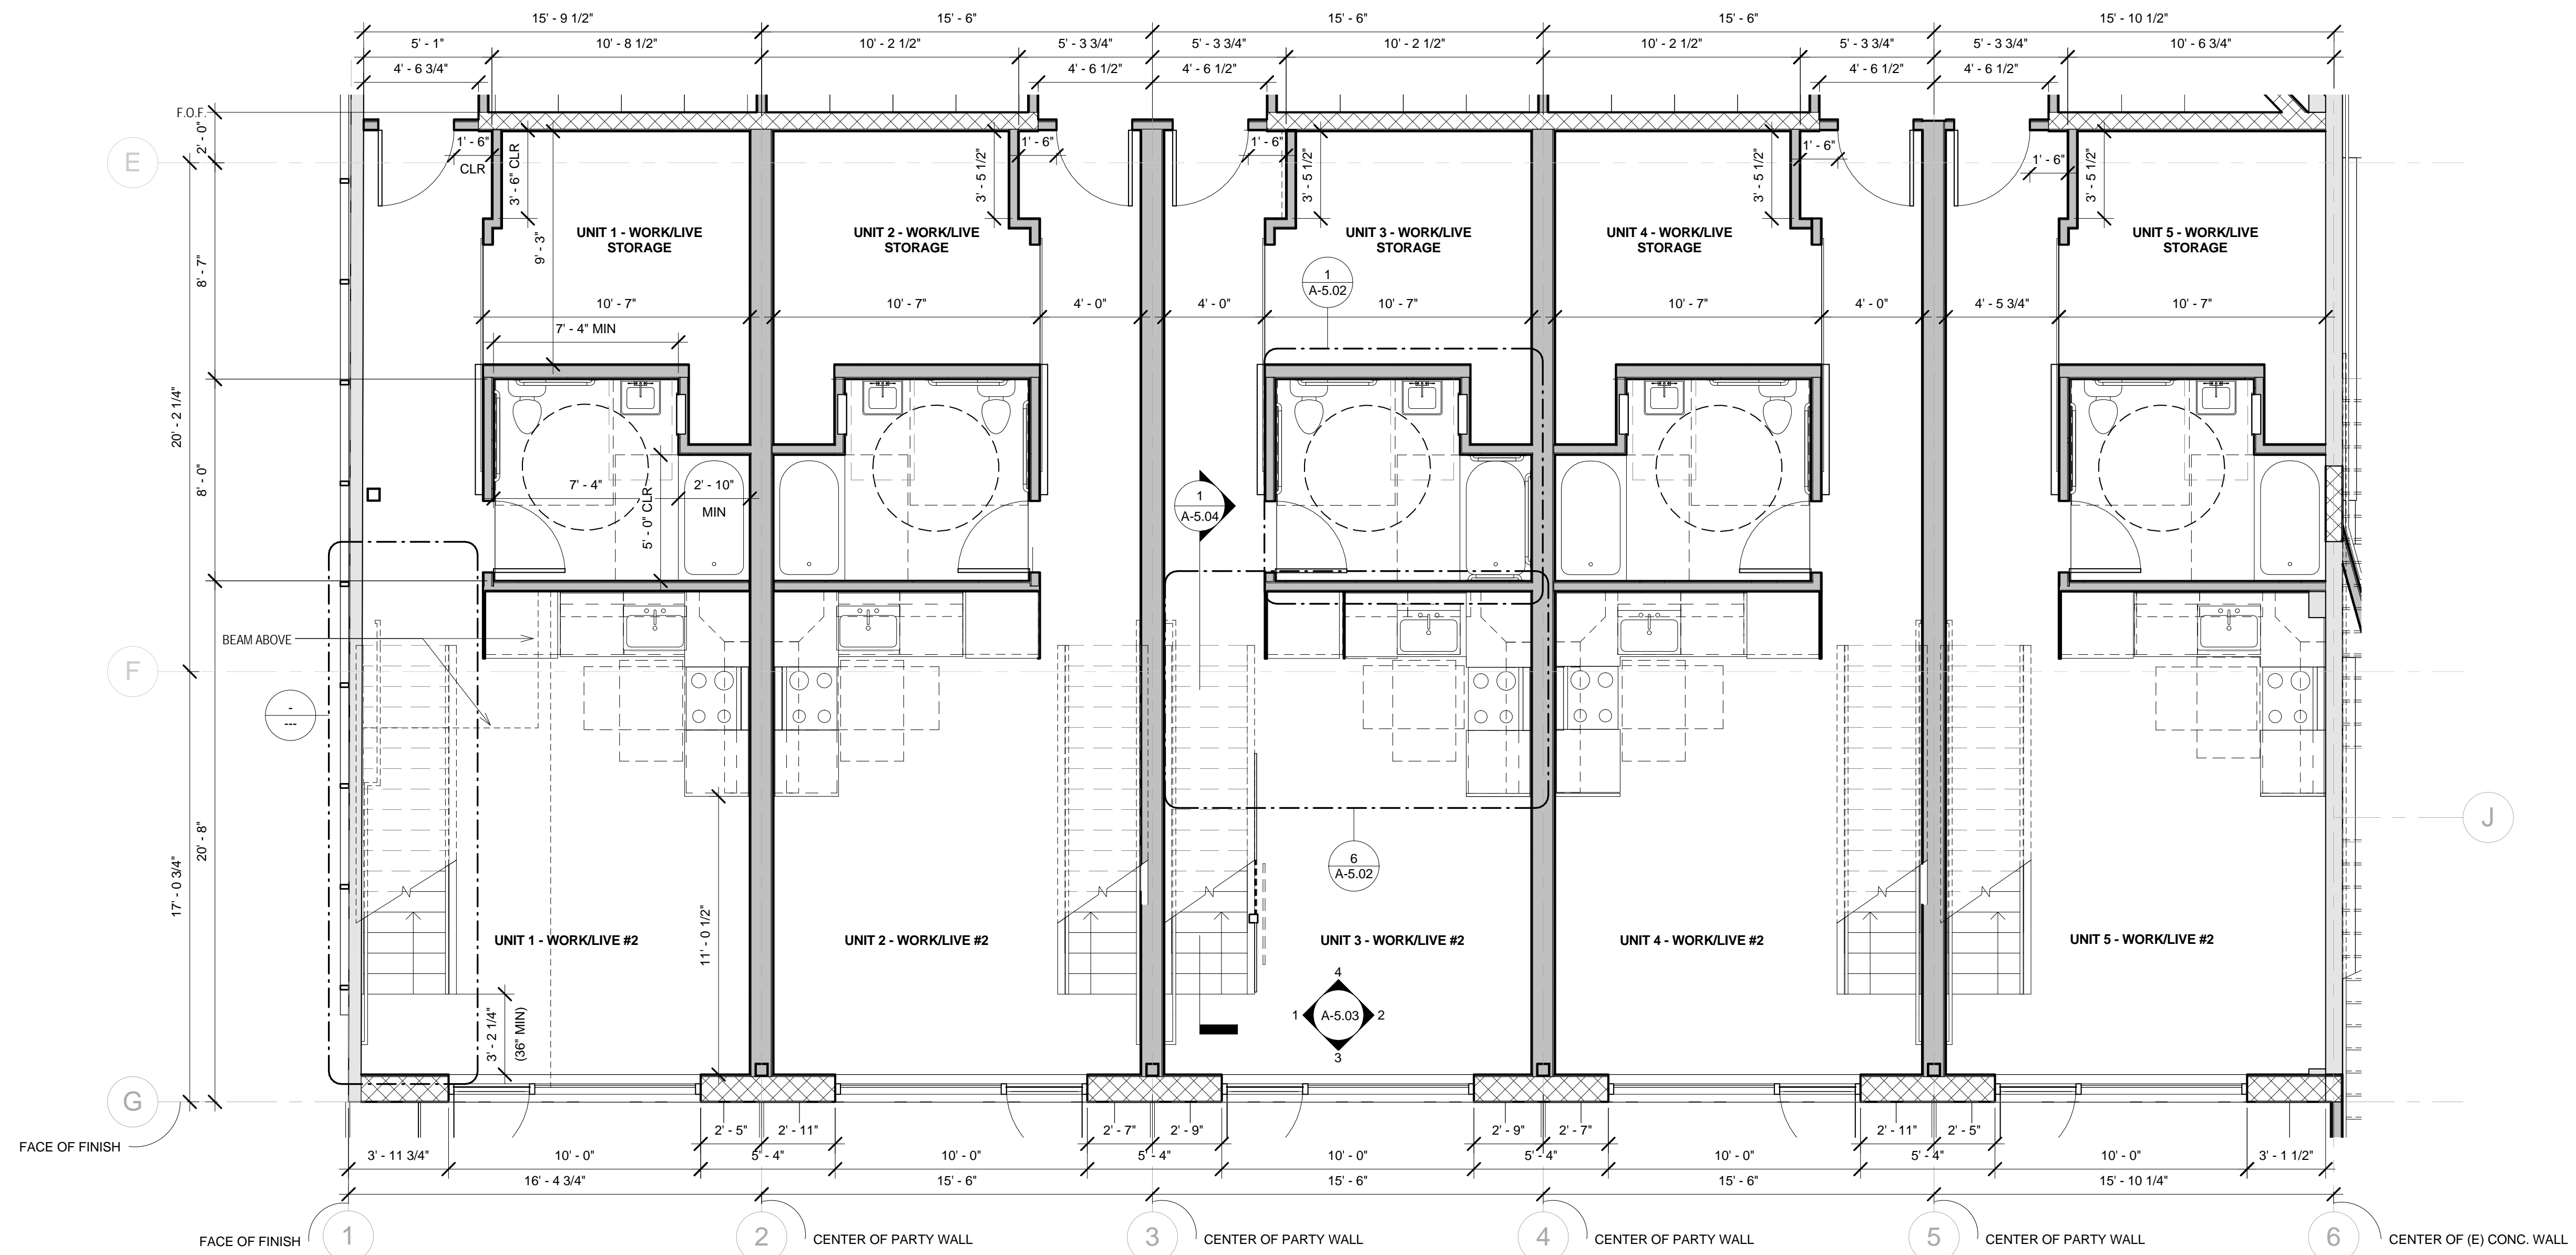 15' - 9 1/2" 15' - 6" 15' - 6" 15' - 6" 15' - 10 1/2"
5' - 1" 10' - 8 1/2" 10' - 2 1/2" 5' - 3 3/4" 5' - 3 3/4" 10' - 2 1/2" 10' - 2 1/2" 5' - 3 3/4" 5' - 3 3/4" 10' - 6 3/4"
4' - 6 3/4" 4' - 6 1/2" 4' - 6 1/2" 4' - 6 1/2" 4' - 6 1/2"
F.O.F.
2' - 0"
E
1' - 6" 1' - 6" 1' - 6" 1' - 6" 1' - 6"
CLR
3' - 6" CLR
3' - 5 1/2" 3' - 5 1/2" 3' - 5 1/2" 3' - 5 1/2"
9' - 3"
8' - 7"
UNIT 1 - WORK/LIVE
STORAGE
UNIT 2 - WORK/LIVE
STORAGE
UNIT 3 - WORK/LIVE
STORAGE
UNIT 4 - WORK/LIVE
STORAGE
UNIT 5 - WORK/LIVE
STORAGE
1
A-5.02
10' - 7" 10' - 7" 4' - 0" 4' - 0" 10' - 7" 10' - 7" 4' - 0" 4' - 5 3/4" 10' - 7"
7' - 4" MIN
20' - 2 1/4"
8' - 0"
7' - 4" 2' - 10"
MIN
5' - 0" CLR
1
A-5.04
BEAM ABOVE
F
-
---
J
20' - 8"
17' - 0 3/4"
6
A-5.02
11' - 0 1/2"
UNIT 1 - WORK/LIVE #2
UNIT 2 - WORK/LIVE #2
UNIT 3 - WORK/LIVE #2
UNIT 4 - WORK/LIVE #2
UNIT 5 - WORK/LIVE #2
4
1 A-5.03 2
3
3' - 2 1/4"
(36" MIN)
G
FACE OF FINISH
2' - 5" 2' - 11" 2' - 7" 2' - 9" 2' - 9" 2' - 7" 2' - 11" 2' - 5"
3' - 11 3/4" 10' - 0" 5' - 4" 10' - 0" 5' - 4" 10' - 0" 5' - 4" 10' - 0" 5' - 4" 10' - 0" 3' - 1 1/2"
16' - 4 3/4" 15' - 6" 15' - 6" 15' - 6" 15' - 10 1/4"
1 2 3 4 5 6
FACE OF FINISH CENTER OF PARTY WALL CENTER OF PARTY WALL CENTER OF PARTY WALL CENTER OF PARTY WALL CENTER OF (E) CONC. WALL